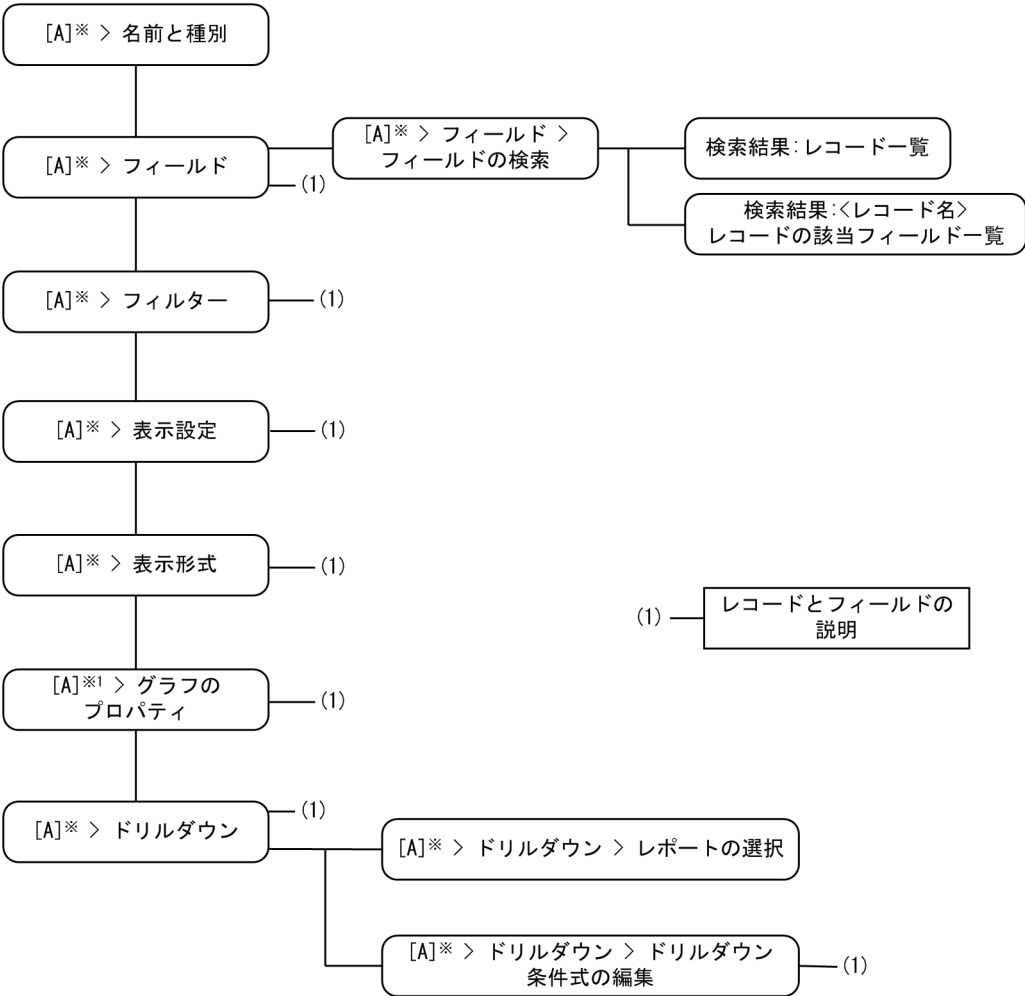 [A]※ > 名前と種別
[A]※ > フィールド
(1)
[A]※ > フィールド >
フィールドの検索
検索結果:レコード一覧
検索結果:<レコード名>
レコードの該当フィールド一覧
[A]※ > フィルター
(1)
[A]※ > 表示設定
(1)
[A]※ > 表示形式
(1)
(1)
レコードとフィールドの
説明
[A]※1 > グラフの
プロパティ
(1)
[A]※ > ドリルダウン
(1)
[A]※ > ドリルダウン > レポートの選択
[A]※ > ドリルダウン > ドリルダウン
条件式の編集
(1)